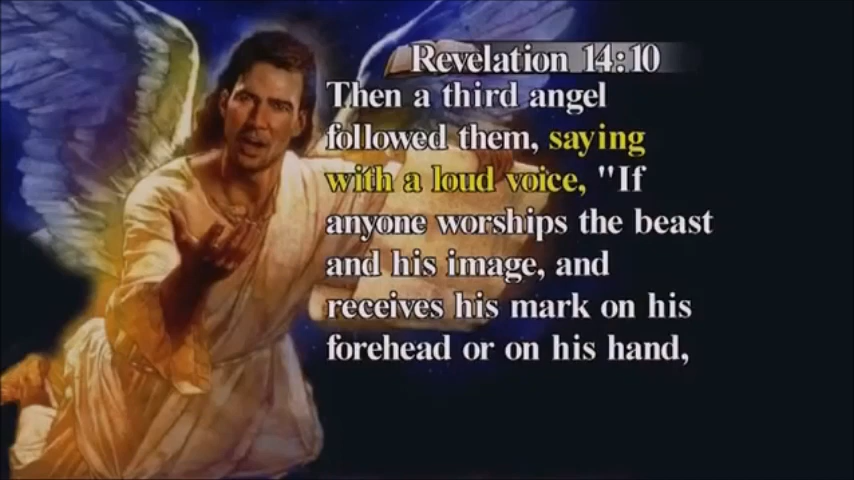 Revelation 14:10
Then a third angel
followed them, saying
with a loud voice, "If
anyone worships the beast
and his image, and
receives his mark on his
forehead or on his hand,